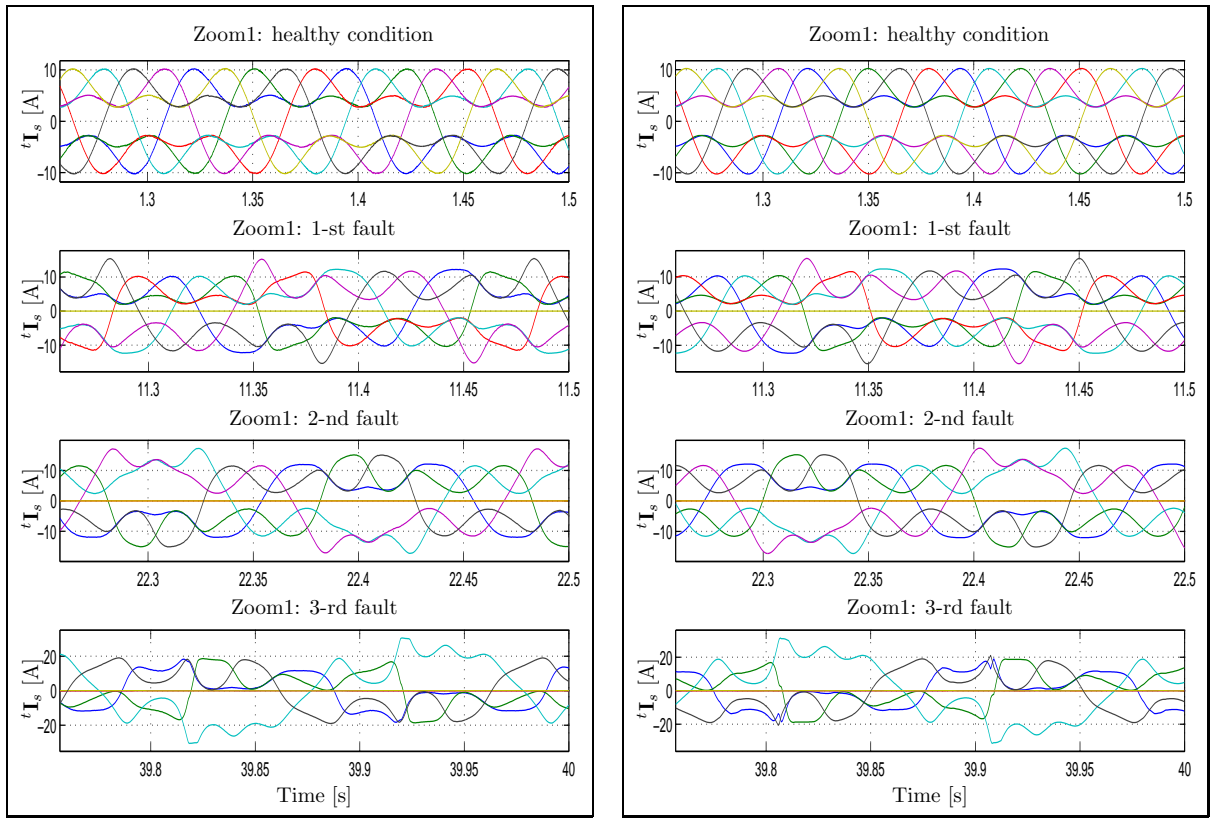 Zoom1: healthy condition
10
0
−10
ᵗIₛ [A]
1.3 1.35 1.4 1.45 1.5
Zoom1: 1-st fault
10
0
−10
ᵗIₛ [A]
11.3 11.35 11.4 11.45 11.5
Zoom1: 2-nd fault
10
0
−10
ᵗIₛ [A]
22.3 22.35 22.4 22.45 22.5
Zoom1: 3-rd fault
20
0
−20
ᵗIₛ [A]
39.8 39.85 39.9 39.95 40
Time [s]
Zoom1: healthy condition
10
0
−10
ᵗIₛ [A]
1.3 1.35 1.4 1.45 1.5
Zoom1: 1-st fault
10
0
−10
ᵗIₛ [A]
11.3 11.35 11.4 11.45 11.5
Zoom1: 2-nd fault
10
0
−10
ᵗIₛ [A]
22.3 22.35 22.4 22.45 22.5
Zoom1: 3-rd fault
20
0
−20
ᵗIₛ [A]
39.8 39.85 39.9 39.95 40
Time [s]